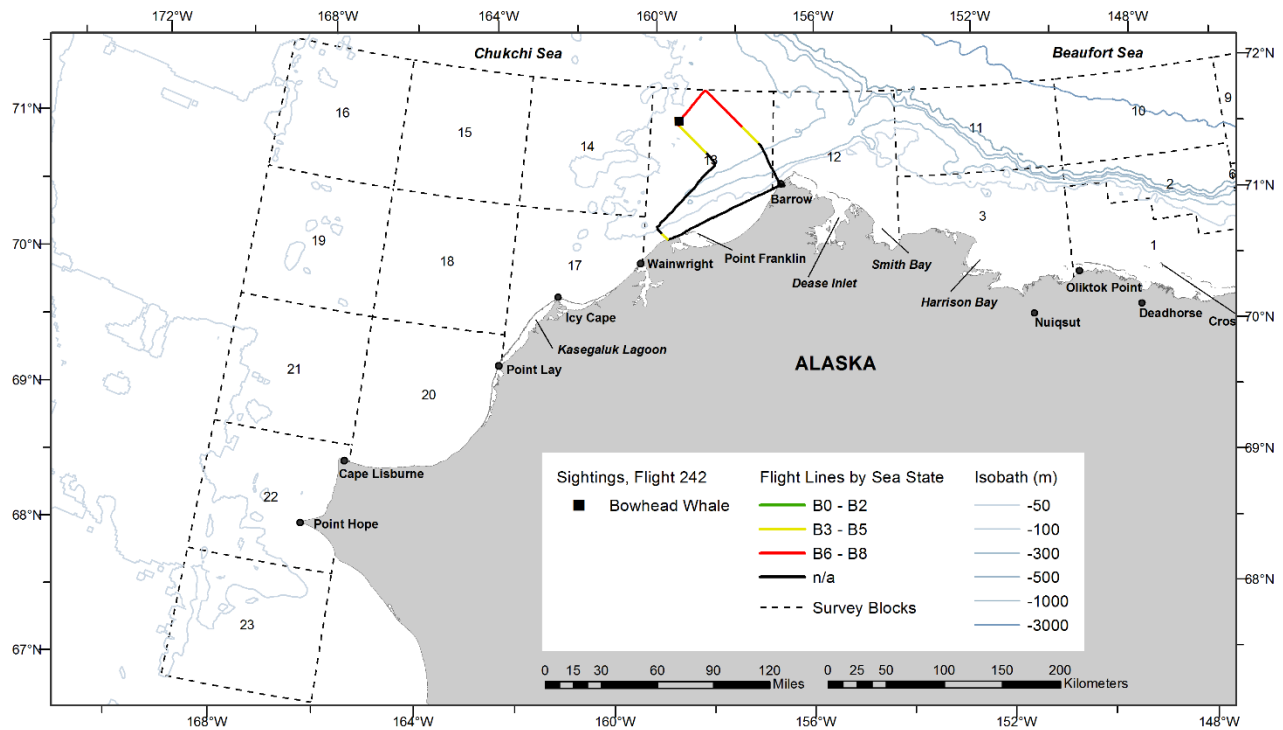 172°W 168°W 164°W 160°W 156°W 152°W 148°W
Chukchi Sea Beaufort Sea
72°N
71°N
71°N
70°N
70°N
69°N
69°N
68°N
68°N
67°N
16
15
14
13
12
11
10
9
6
2
3
1
19
18
17
21
20
22
23
Barrow
Point Franklin
Wainwright
Dease Inlet
Smith Bay
Harrison Bay
Oliktok Point
Deadhorse
Nuiqsut
Cros
Icy Cape
Kasegaluk Lagoon
Point Lay
ALASKA
Cape Lisburne
Point Hope
Sightings, Flight 242
Bowhead Whale
Flight Lines by Sea State
B0 - B2
B3 - B5
B6 - B8
n/a
Survey Blocks
Isobath (m)
-50
-100
-300
-500
-1000
-3000
0 15 30 60 90 120
Miles
0 25 50 100 150 200
Kilometers
168°W 164°W 160°W 156°W 152°W 148°W